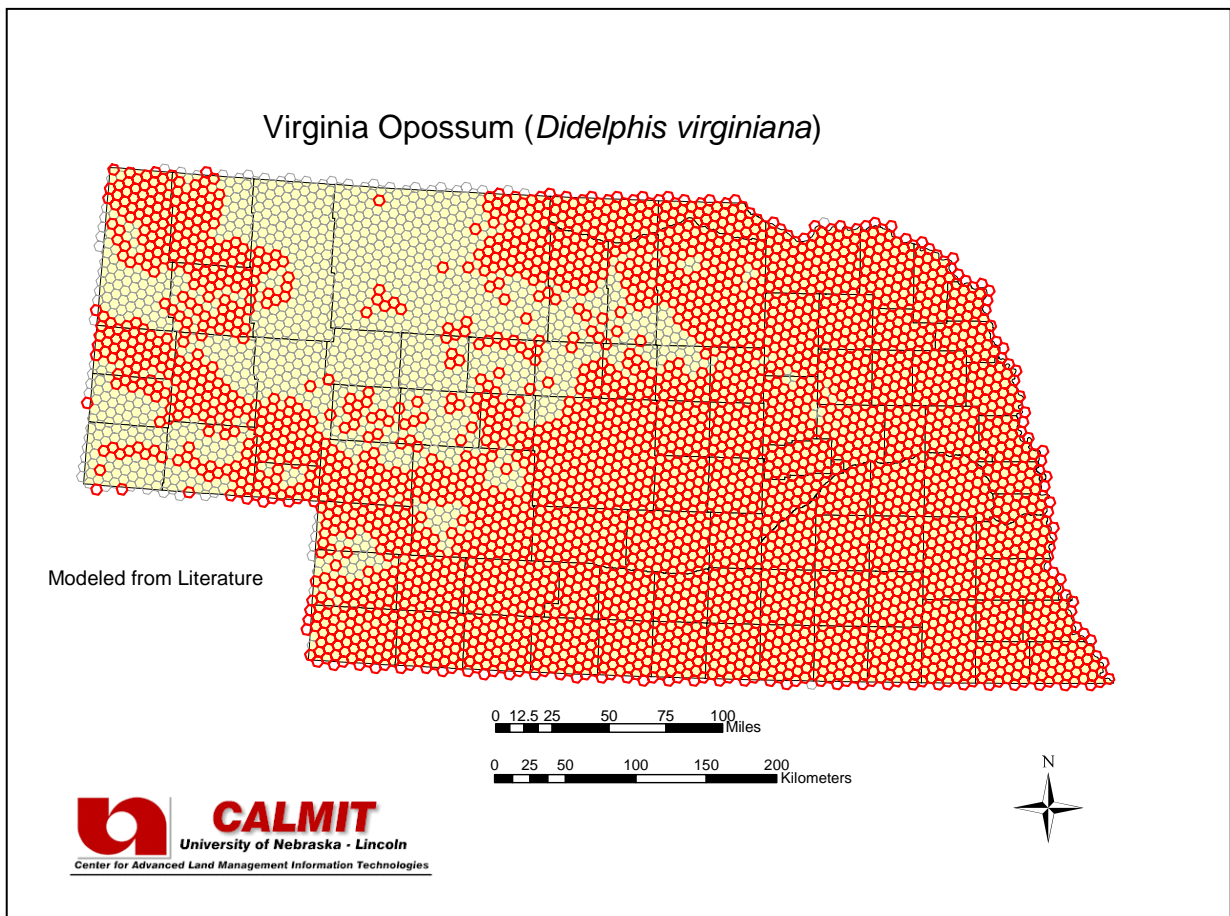 Virginia Opossum (Didelphis virginiana)
Modeled from Literature
0 12.5 25 50 75 100
Miles
0 25 50 100 150 200
Kilometers
N
CALMIT
University of Nebraska - Lincoln
Center for Advanced Land Management Information Technologies